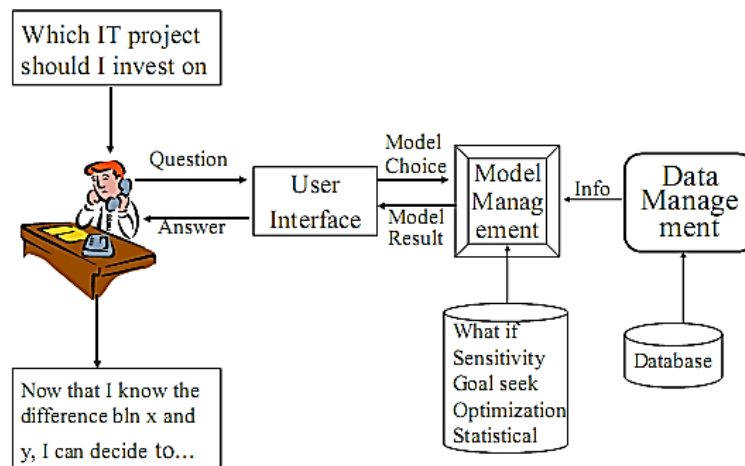 Which IT project
should I invest on
Question
Answer
User
Interface
Model
Choice
Model
Result
Model
Manag
ement
Info
Data
Manage
ment
What if
Sensitivity
Goal seek
Optimization
Statistical
Database
Now that I know the
difference bln x and
y, I can decide to...